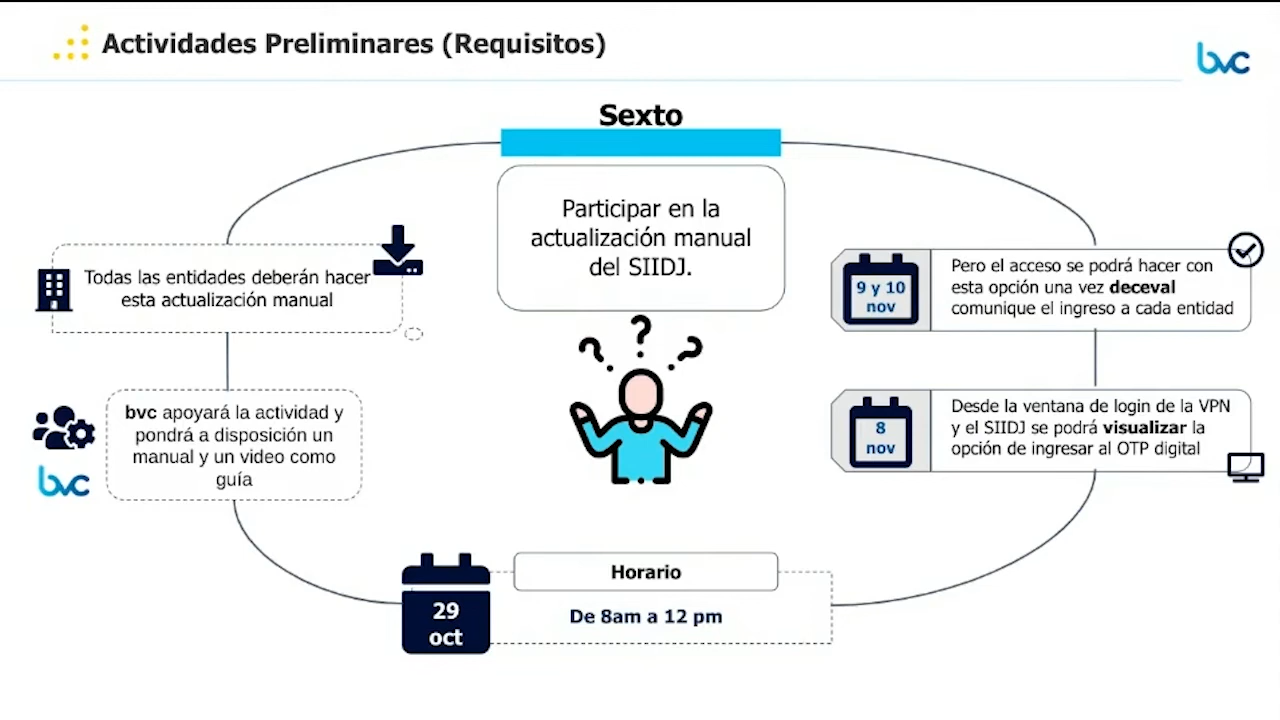 Actividades Preliminares (Requisitos)
bvc
Sexto
Participar en la
actualización manual
del SIIDJ.
Todas las entidades deberán hacer
esta actualización manual
bvc apoyará la actividad y
pondrá a disposición un
manual y un video como
guía
bvc
? ? ?
9 y 10
nov
Pero el acceso se podrá hacer con
esta opción una vez deceval
comunique el ingreso a cada entidad
8
nov
Desde la ventana de login de la VPN
y el SIIDJ se podrá visualizar la
opción de ingresar al OTP digital
29
oct
Horario
De 8am a 12 pm